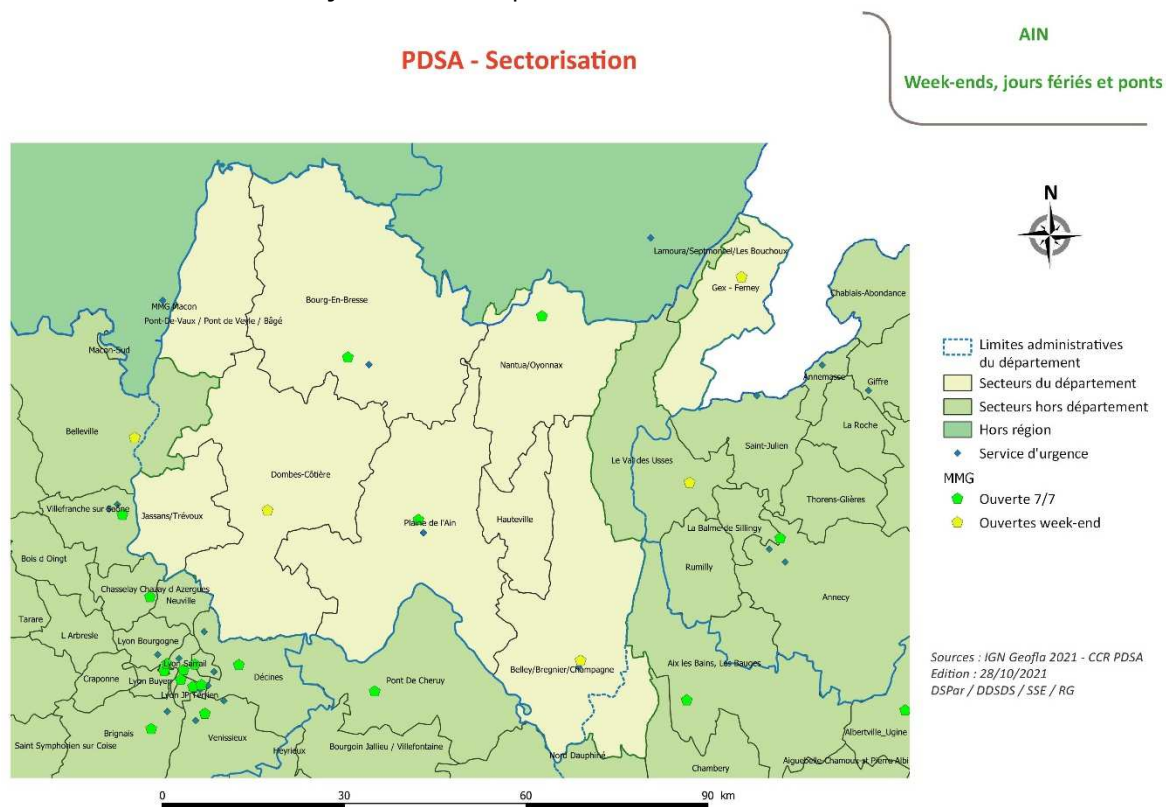 PDSA - Sectorisation
AIN
Week-ends, jours fériés et ponts
N
Lamoura/Septmoncel/Les Bouchoux
Gex - Ferney
Chablais-Abondance
MMG Macon
Bourg-En-Bresse
Pont-De-Vaux / Pont de Veyle / Bâgé
Macon-Sud
Nantua/Oyonnax
Annemasse
Giffre
La Roche
Belleville
Saint-Julien
Le Val des Usses
Dombes-Côtière
Thorens-Glières
Villefranche sur Saône
Jassans/Trévoux
Plaine de l'Ain
Hauteville
La Balme de Sillingy
Bois d Oingt
Rumilly
Chasselay Chazay d Azergues
Neuville
Annecy
Tarare
L Arbresle
Lyon Bourgogne
Lyon Sarrail
Craponne
Lyon Buyer
Décines
Pont De Cheruy
Belley/Bregnier/Champagne
Aix les Bains, Les Bauges
Lyon JP/Terrien
Brignais
Venissieux
Albertville_Ugine
Saint Symphorien sur Coise
Heyrieux
Bourgoin Jallieu / Villefontaine
Nord Dauphiné
Chambery
Aiguebelle-Chamoux-st Pierre Albi
0
30
60
90 km
Limites administratives
du département
Secteurs du département
Secteurs hors département
Hors région
Service d'urgence
MMG
Ouverte 7/7
Ouvertes week-end
Sources : IGN Geofla 2021 - CCR PDSA
Edition : 28/10/2021
DSPar / DDSDS / SSE / RG